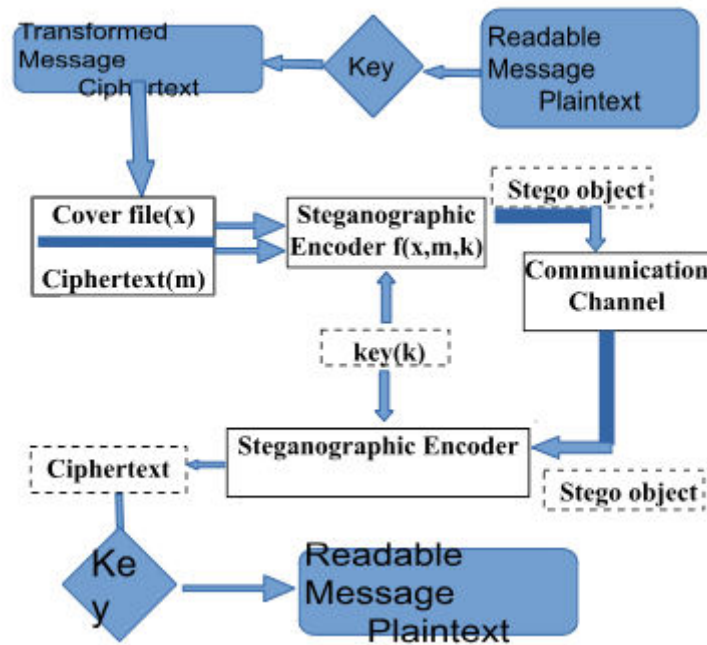 Transformed
Message
Ciphertext
Key
Readable
Message
Plaintext
Cover file(x)
Ciphertext(m)
Steganographic
Encoder f(x,m,k)
Stego object
Communication
Channel
key(k)
Steganographic Encoder
Stego object
Ciphertext
Ke
y
Readable
Message
Plaintext